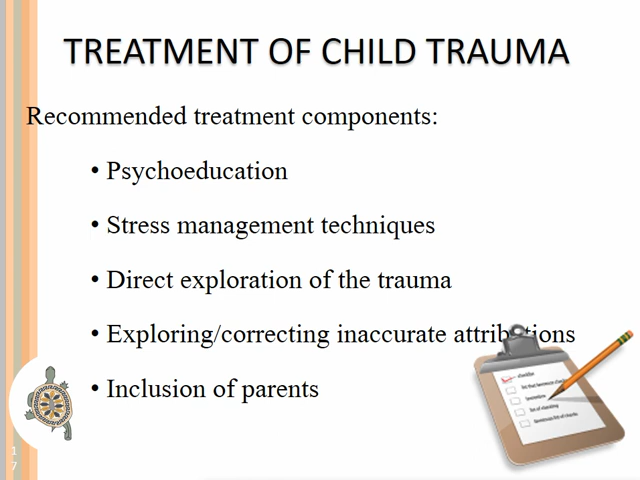 TREATMENT OF CHILD TRAUMA
Recommended treatment components:
• Psychoeducation
• Stress management techniques
• Direct exploration of the trauma
• Exploring/correcting inaccurate attributions
• Inclusion of parents
checklist
17